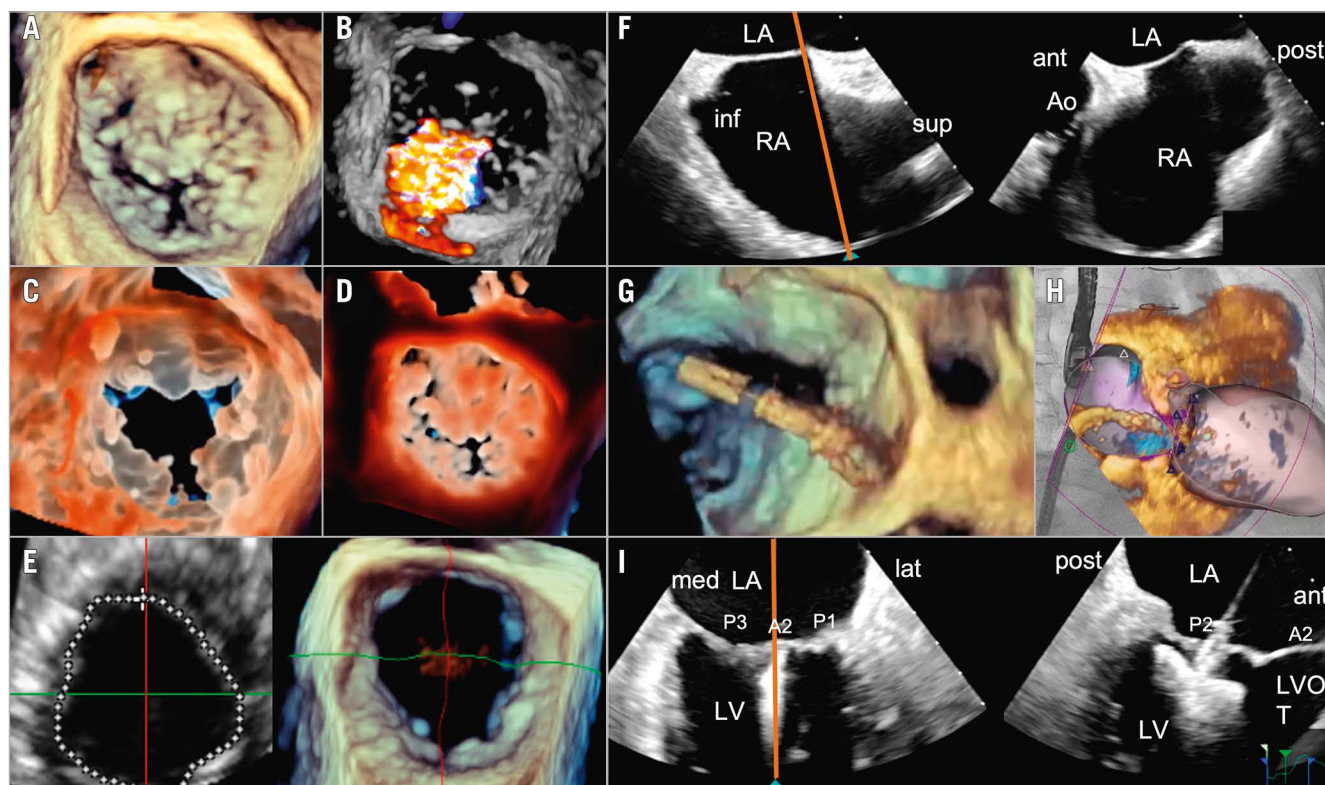 A
B
F
LA
inf
RA
sup
LA
ant
post
Ao
RA
C
D
G
H
E
I
med
LA
lat
P3
A2
P1
LV
post
LA
ant
P2
A2
LVO
T
LV